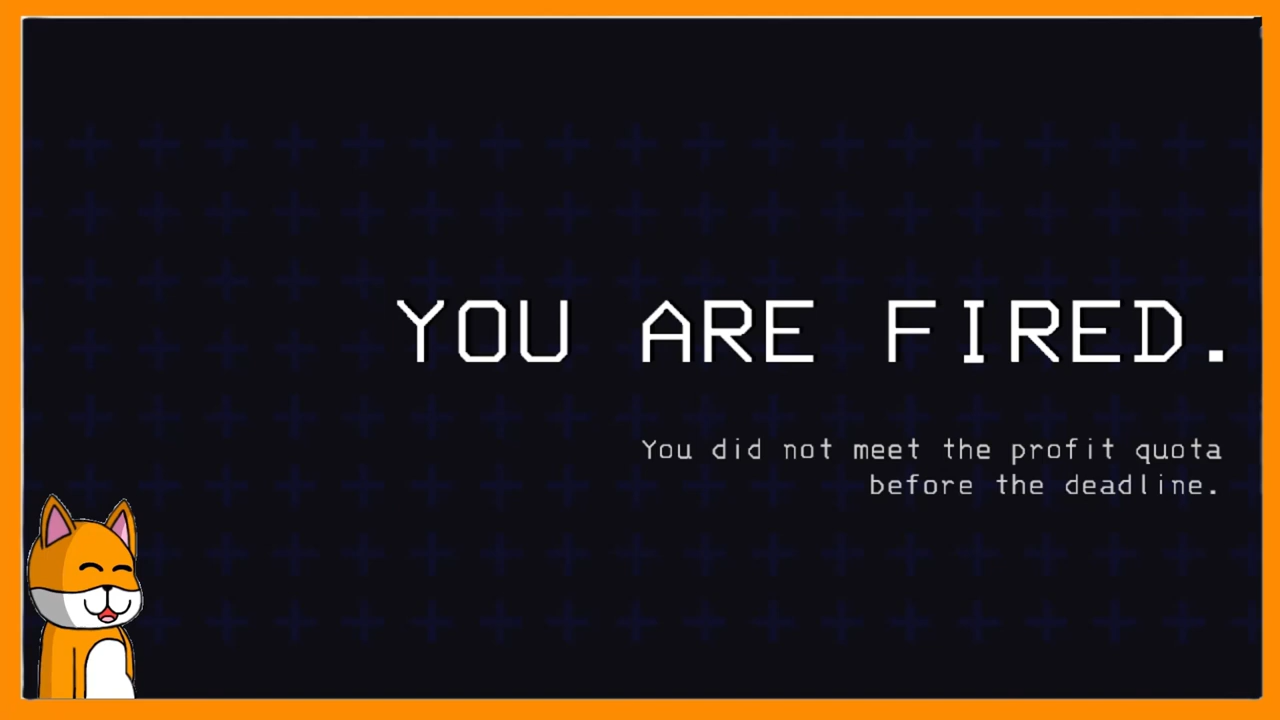 YOU ARE FIRED.
You did not meet the profit quota
before the deadline.